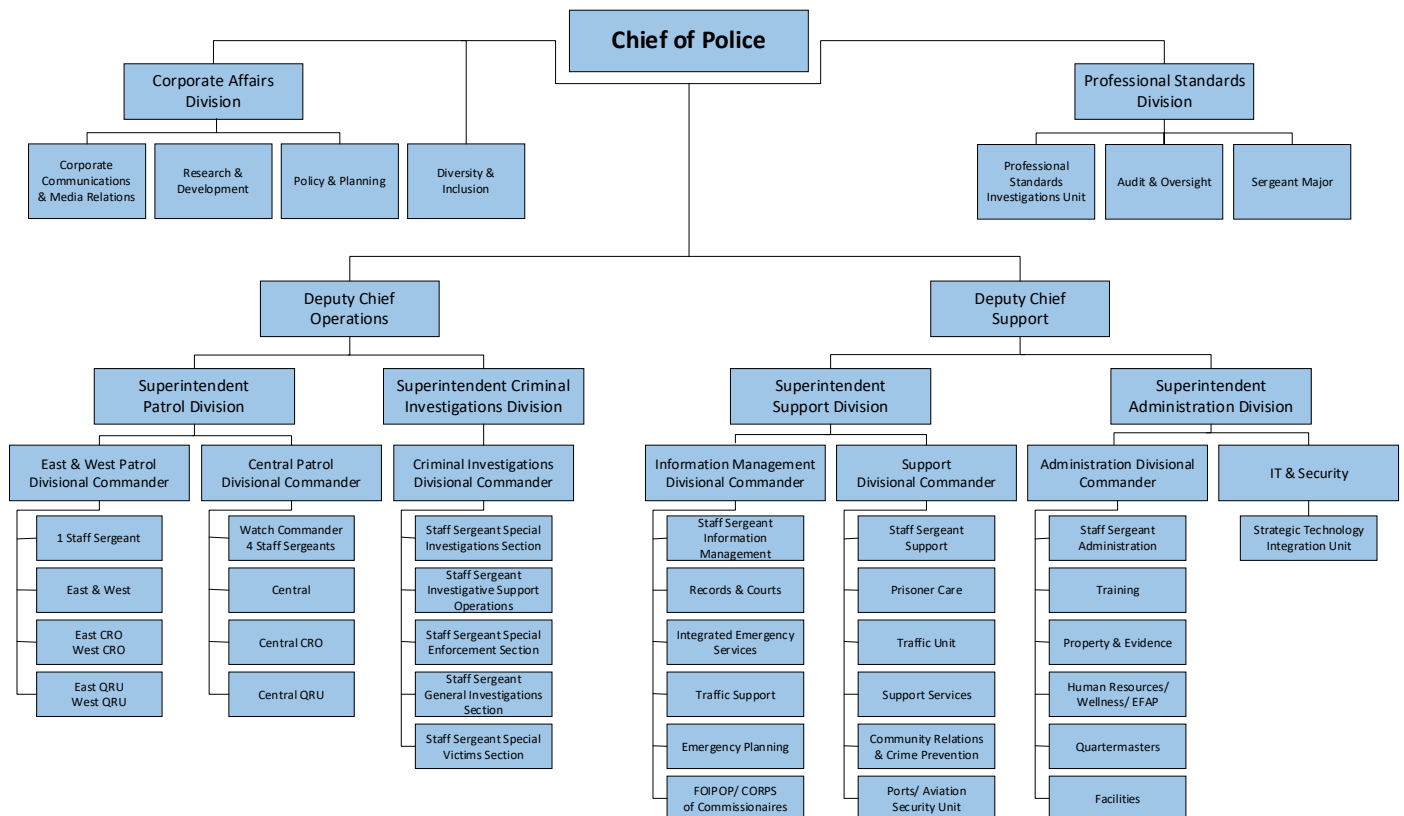 Chief of Police
Corporate Affairs
Division
Professional Standards
Division
Corporate
Communications
& Media Relations
Research &
Development
Policy & Planning
Diversity &
Inclusion
Professional
Standards
Investigations Unit
Audit & Oversight
Sergeant Major
Deputy Chief
Operations
Deputy Chief
Support
Superintendent
Patrol Division
Superintendent Criminal
Investigations Division
Superintendent
Support Division
Superintendent
Administration Division
East & West Patrol
Divisional Commander
Central Patrol
Divisional Commander
Criminal Investigations
Divisional Commander
Information Management
Divisional Commander
Support
Divisional Commander
Administration Divisional
Commander
IT & Security
1 Staff Sergeant
East & West
East CRO
West CRO
East QRU
West QRU
Watch Commander
4 Staff Sergeants
Central
Central CRO
Central QRU
Staff Sergeant Special
Investigations Section
Staff Sergeant
Investigative Support
Operations
Staff Sergeant Special
Enforcement Section
Staff Sergeant
General Investigations
Section
Staff Sergeant Special
Victims Section
Staff Sergeant
Information
Management
Records & Courts
Integrated Emergency
Services
Traffic Support
Emergency Planning
FOIPOP/ CORPS
of Commissionaires
Staff Sergeant
Support
Prisoner Care
Traffic Unit
Support Services
Community Relations
& Crime Prevention
Ports/ Aviation
Security Unit
Staff Sergeant
Administration
Training
Property & Evidence
Human Resources/
Wellness/ EFAP
Quartermasters
Facilities
Strategic Technology
Integration Unit